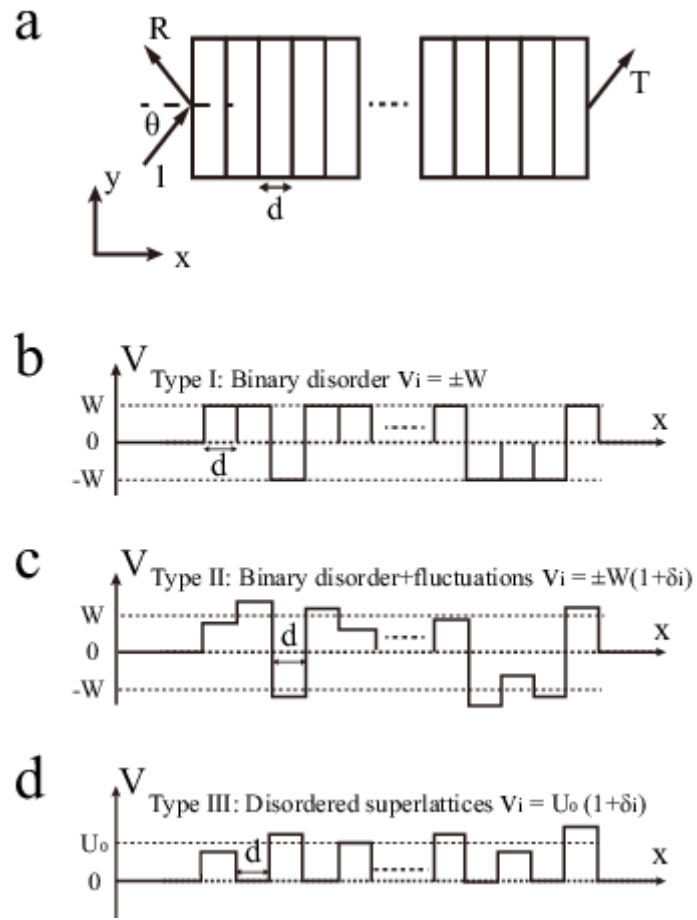 a
R
θ
1
T
d
y
x
b
V
Type I: Binary disorder vi = ±W
W
0
-W
d
x
c
V
Type II: Binary disorder+fluctuations vi = ±W(1+δi)
W
0
-W
d
x
d
V
Type III: Disordered superlattices vi = U₀ (1+δi)
U₀
0
d
x